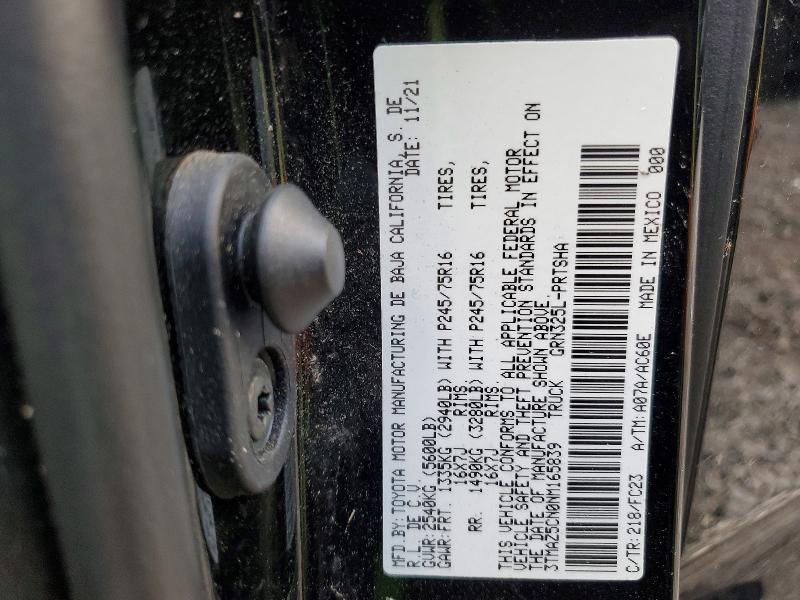 MFD.BY:TOYOTA MOTOR MANUFACTURING DE BAJA CALIFORNIA, S. DE
R.L. DE C.V. DATE: 11/21
GVWR:2540KG(5600LB)
GAWR:FRT. 1335KG (2940LB) WITH P245/75R16 TIRES,
16X7J RIMS.
RR. 1490KG (3280LB) WITH P245/75R16 TIRES,
16X7J RIMS.
THIS VEHICLE CONFORMS TO ALL APPLICABLE FEDERAL MOTOR
VEHICLE SAFETY AND THEFT PREVENTION STANDARDS IN EFFECT ON
THE DATE OF MANUFACTURE SHOWN ABOVE.
3TMAZ5CN0NM165839 TRUCK GRN325L-PRTSHA
C/TR:218/FC23 A/TM:A07A/AC60E MADE IN MEXICO 000